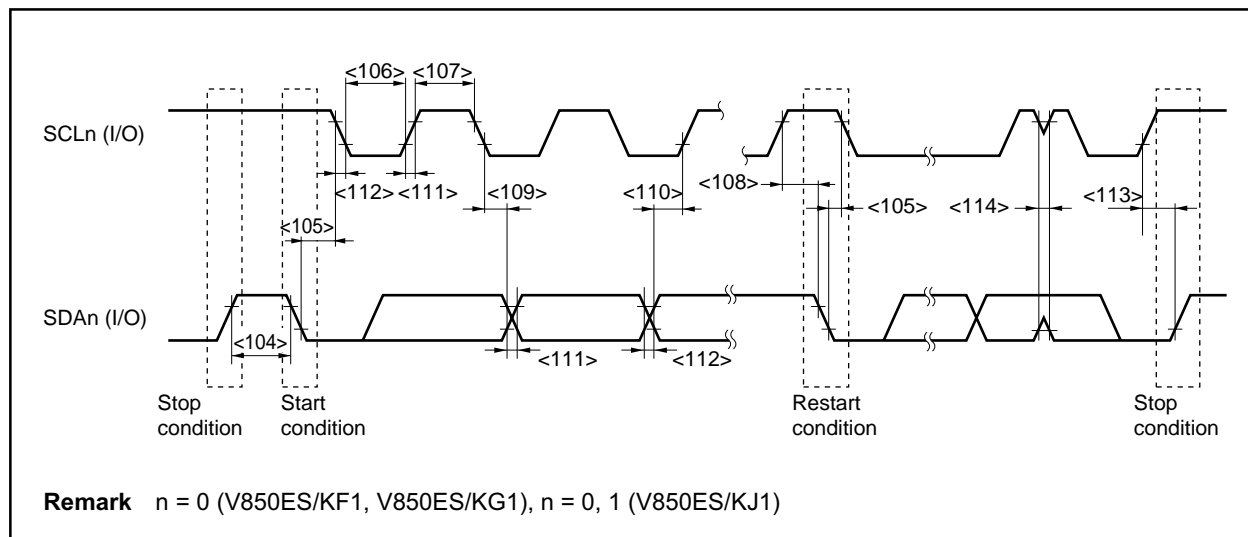 <106> <107>
SCLn (I/O)
<112> <111> <109> <110> <108> <105> <114> <113>
<105>
SDAn (I/O)
<104> <111> <112>
Stop condition
Start condition
Restart condition
Stop condition
Remark n = 0 (V850ES/KF1, V850ES/KG1), n = 0, 1 (V850ES/KJ1)